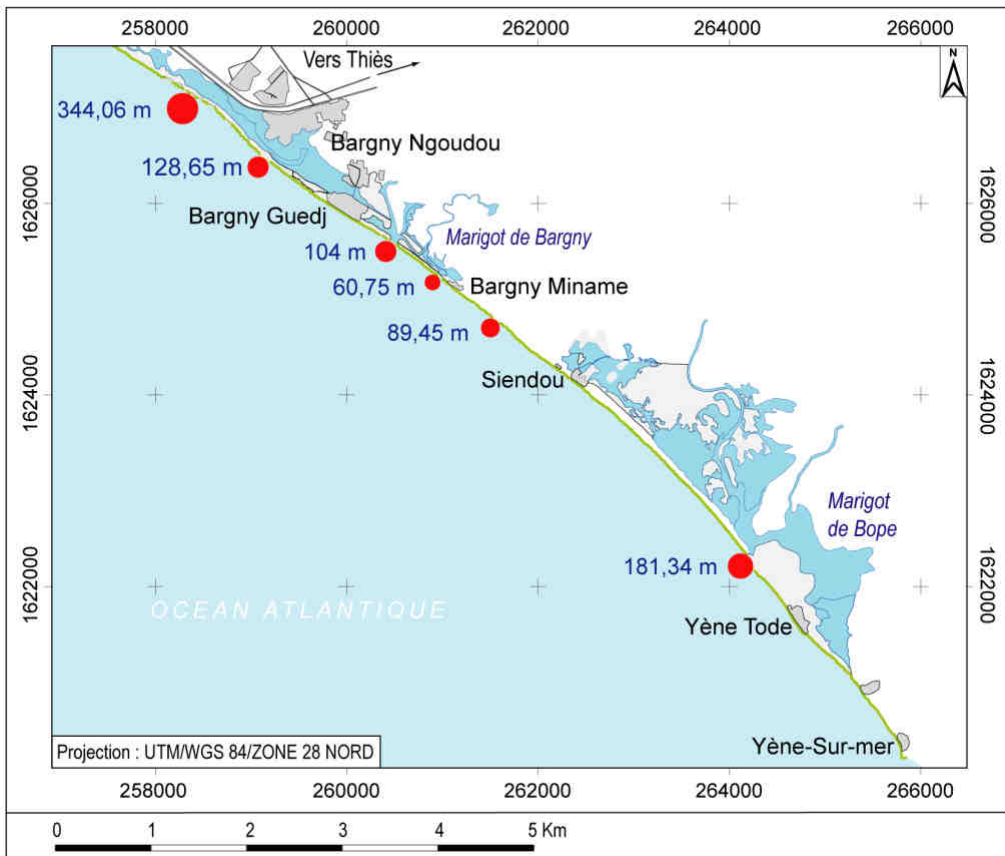 258000 260000 262000 264000 266000
N
Vers Thiès
344,06 m
Bargny Ngoudou
128,65 m
1626000 1626000
Bargny Guedj
Marigot de Bargny
104 m
60,75 m
Bargny Miname
89,45 m
Siendou
1624000 1624000
Marigot
de Bope
181,34 m
1622000 1622000
OCEAN ATLANTIQUE
Yène Tode
Yène-Sur-mer
Projection : UTM/WGS 84/ZONE 28 NORD
258000 260000 262000 264000 266000
0 1 2 3 4 5 Km